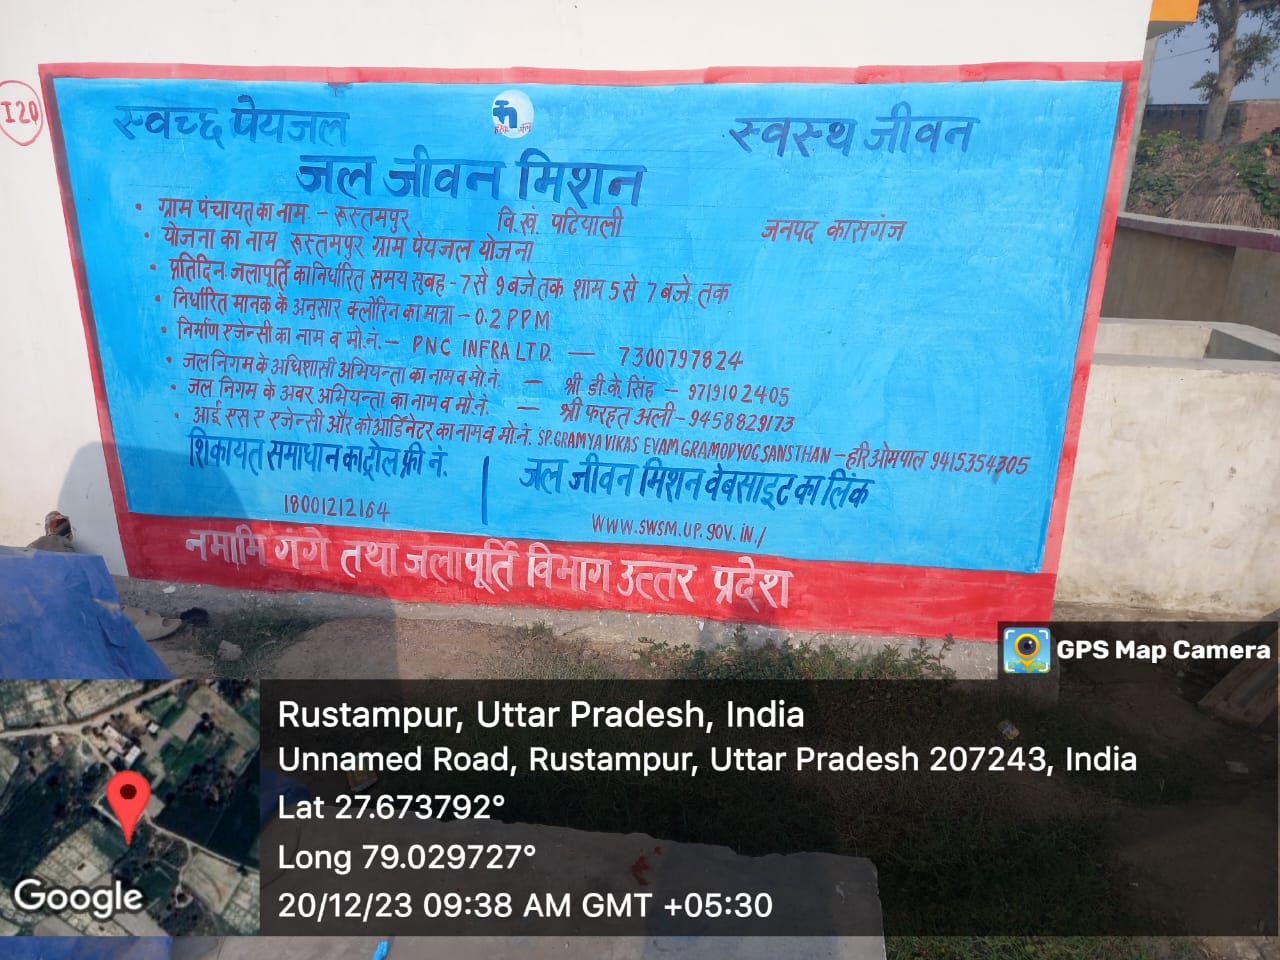 I20
स्वच्छ पेयजल
हर घर जल
स्वस्थ जीवन
जल जीवन मिशन
• ग्राम पंचायत का नाम - रूस्तमपुर वि.खं. पटियाली जनपद कासगंज
• योजना का नाम रूस्तमपुर ग्राम पेयजल योजना
• प्रतिदिन जलापूर्ति का निर्धारित समय सुबह - 7 से 9 बजे तक शाम 5 से 7 बजे तक
• निर्धारित मानक के अनुसार क्लोरिन का मात्रा - 0.2 PPM
• निर्माण एजेन्सी का नाम व मो.नं. - PNC INFRA LTD. — 7300797824
• जल निगम के अधिशासी अभियन्ता का नाम व मो.नं. — श्री डी.के. सिंह - 9719102405
• जल निगम के अवर अभियन्ता का नाम व मो.नं. — श्री फरहत अली - 9458829173
• आई एस ए एजेन्सी और कोआर्डिनेटर का नाम व मो.नं. SP. GRAMYA VIKAS EVAM GRAMODYOG SANSTHAN - हरिओमपाल 9415354305
शिकायत समाधान का ट्रोल फ्री नं.
18001212164
जल जीवन मिशन वेबसाइट का लिंक
WWW.SWSM.UP.GOV.IN./
नमामि गंगे तथा जलापूर्ति विभाग उत्तर प्रदेश
GPS Map Camera
Rustampur, Uttar Pradesh, India
Unnamed Road, Rustampur, Uttar Pradesh 207243, India
Lat 27.673792°
Long 79.029727°
20/12/23 09:38 AM GMT +05:30
Google